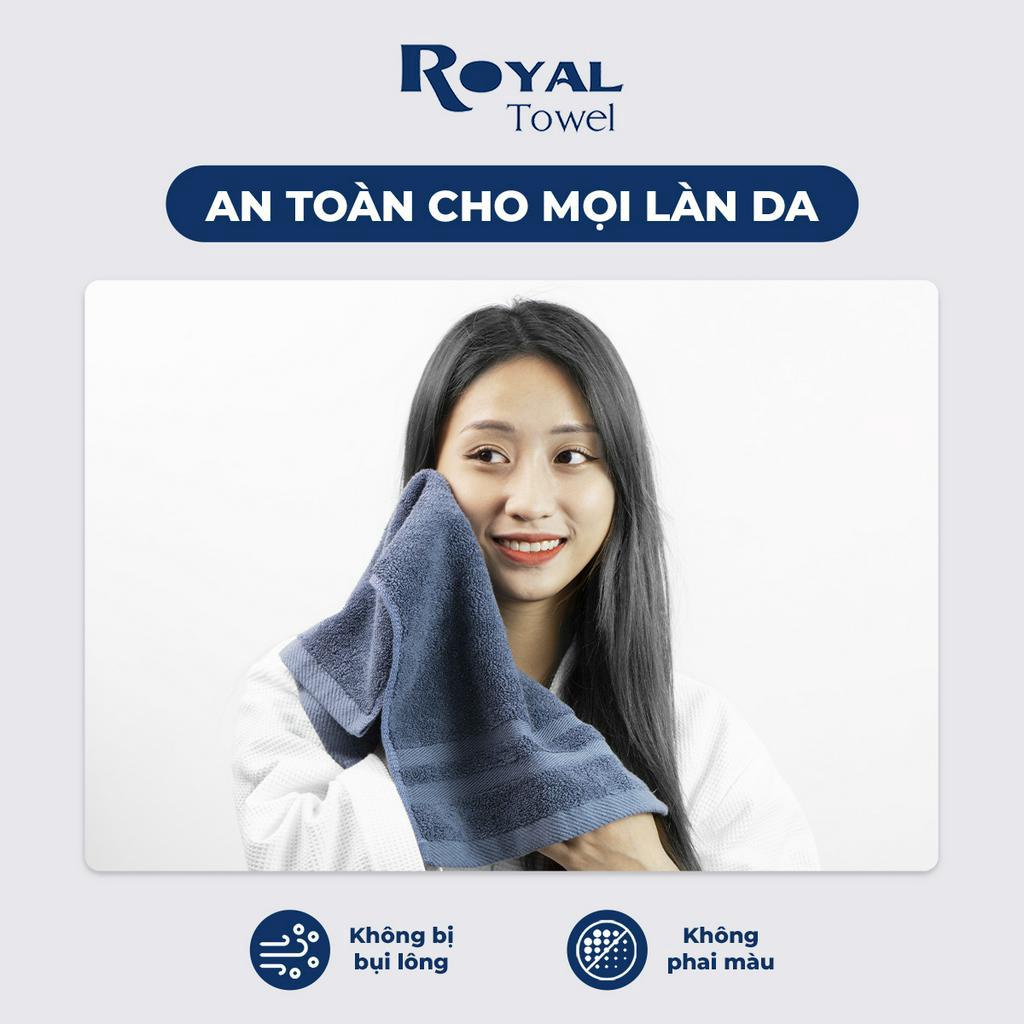 ROYAL
Towel
AN TOÀN CHO MỌI LÀN DA
Không bị
bụi lông
Không
phai màu